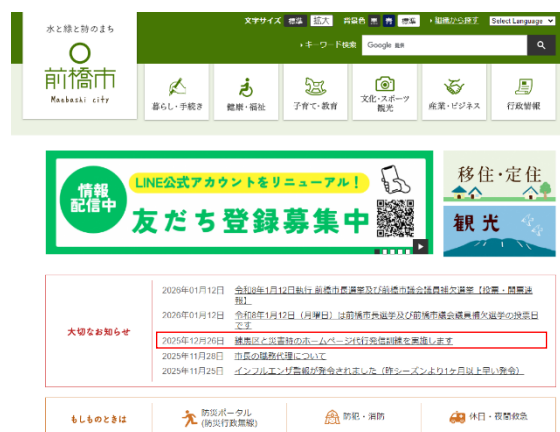 水と緑と詩のまち
文字サイズ 標準 拡大 背景色 黒 青 標準 組織から探す Select Language
キーワード検索 Google 検索
前橋市
Maebashi city
暮らし・手続き
健康・福祉
子育て・教育
文化・スポーツ
観光
産業・ビジネス
行政情報
情報
配信中
LINE公式アカウントをリニューアル!
友だち登録募集中
移住・定住
観光
大切なお知らせ
2026年01月12日 令和8年1月12日執行 前橋市長選挙及び前橋市議会議員補欠選挙【投票・開票速
報】
2026年01月12日 令和8年1月12日(月曜日)は前橋市長選挙及び前橋市議会議員補欠選挙の投票日
です
2025年12月26日 練馬区と災害時のホームページ代行発信訓練を実施します
2025年11月28日 市長の職務代理について
2025年11月25日 インフルエンザ警報が発令されました(昨シーズンより1ヶ月以上早い発令)
もしものときは
防災ポータル
(防災行政無線)
防犯・消防
休日・夜間救急